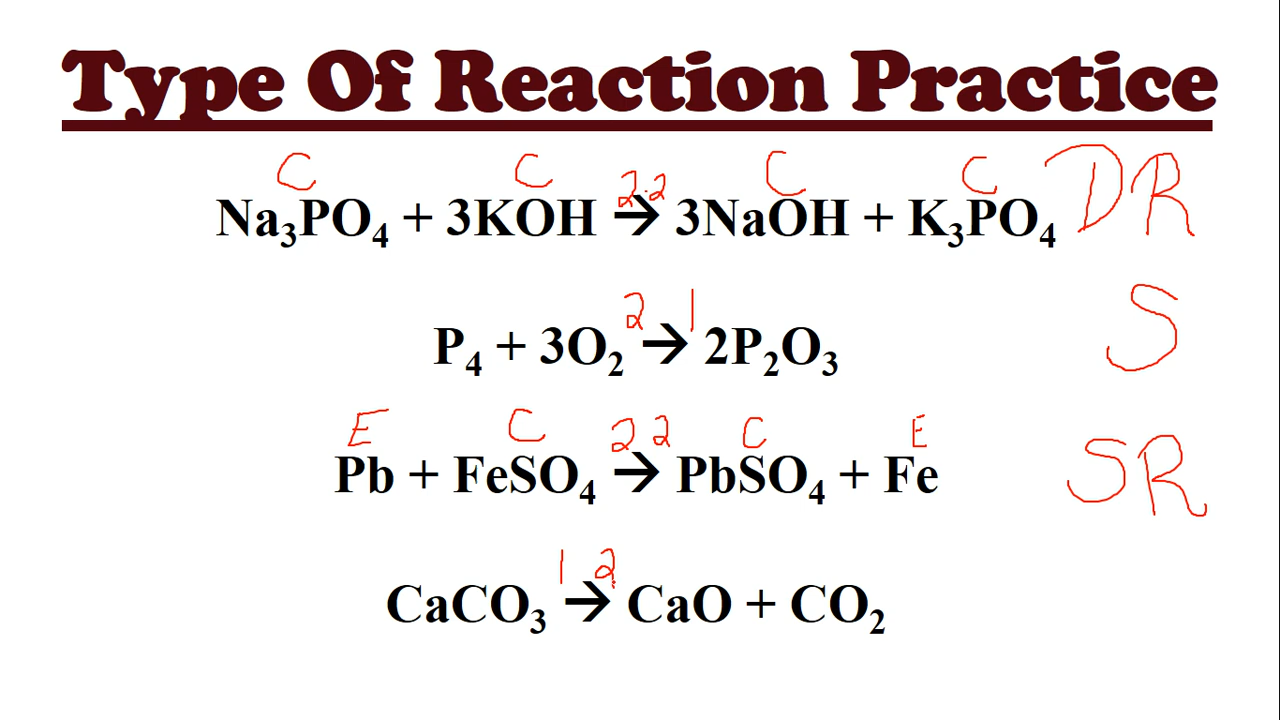 Type Of Reaction Practice
C C 2 2 C C DR
Na₃PO₄ + 3KOH → 3NaOH + K₃PO₄
2 1 S
P₄ + 3O₂ → 2P₂O₃
E C 2 2 C E SR
Pb + FeSO₄ → PbSO₄ + Fe
1 2
CaCO₃ → CaO + CO₂